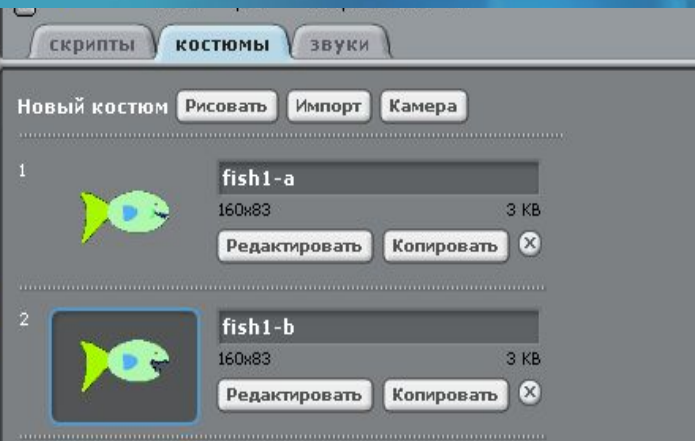 скрипты костюмы звуки
Новый костюм Рисовать Импорт Камера
1
fish1-a
160x83 3 KB
Редактировать Копировать
2
fish1-b
160x83 3 KB
Редактировать Копировать